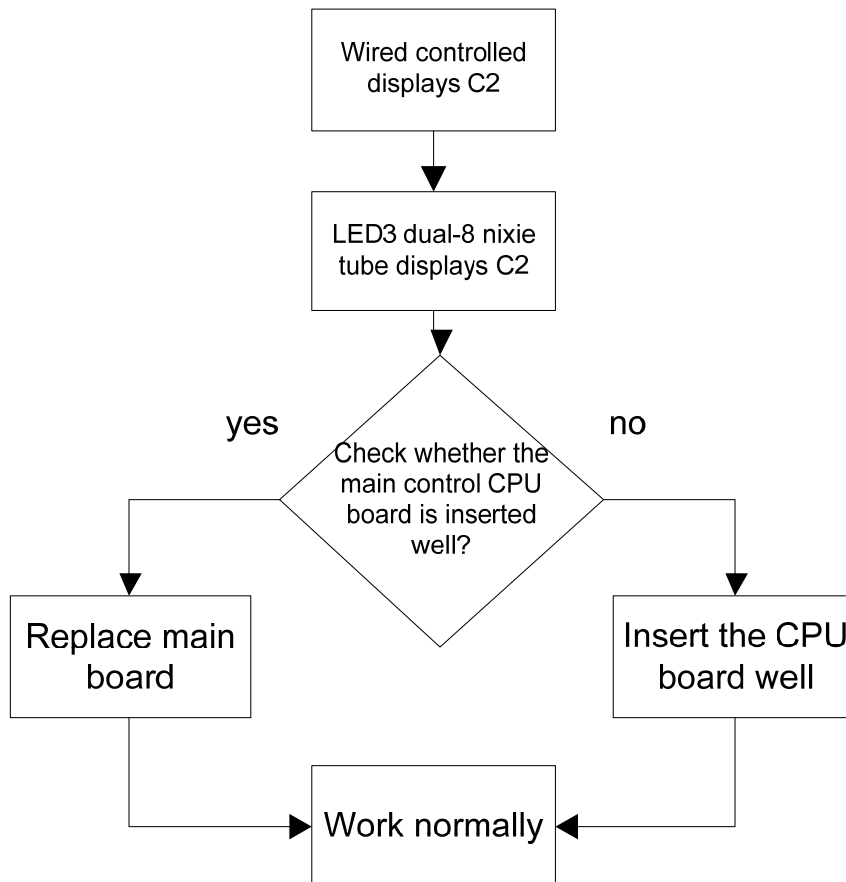 Wired controlled
displays C2
LED3 dual-8 nixie
tube displays C2
yes
no
Check whether the
main control CPU
board is inserted
well?
Replace main
board
Insert the CPU
board well
Work normally